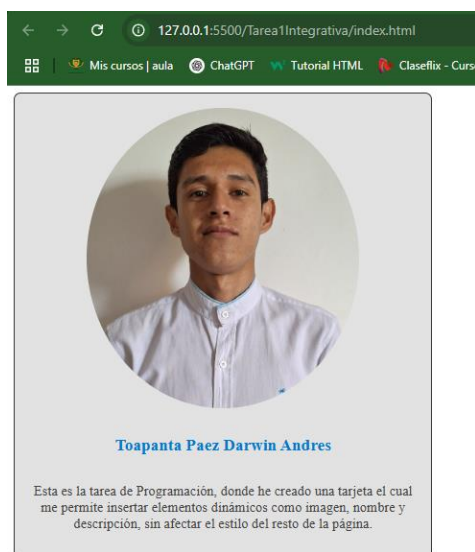 127.0.0.1:5500/Tarea1Integrativa/index.html
Mis cursos | aula ChatGPT Tutorial HTML Claseflix - Curs
Toapanta Paez Darwin Andres
Esta es la tarea de Programación, donde he creado una tarjeta el cual
me permite insertar elementos dinámicos como imagen, nombre y
descripción, sin afectar el estilo del resto de la página.